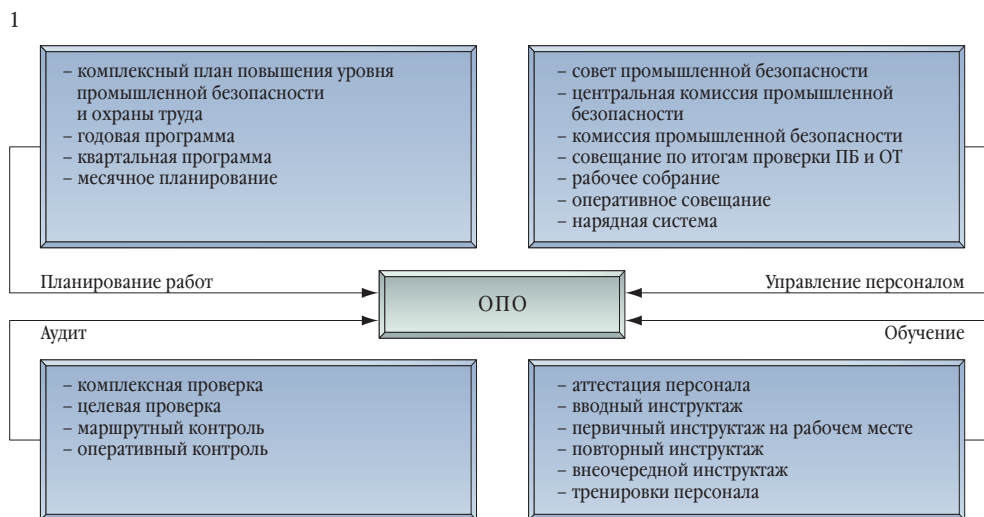 1
– комплексный план повышения уровня
промышленной безопасности
и охраны труда
– годовая программа
– квартальная программа
– месячное планирование
– совет промышленной безопасности
– центральная комиссия промышленной
безопасности
– комиссия промышленной безопасности
– совещание по итогам проверки ПБ и ОТ
– рабочее собрание
– оперативное совещание
– нарядная система
Планирование работ
ОПО
Управление персоналом
Аудит
Обучение
– комплексная проверка
– целевая проверка
– маршрутный контроль
– оперативный контроль
– аттестация персонала
– вводный инструктаж
– первичный инструктаж на рабочем месте
– повторный инструктаж
– внеочередной инструктаж
– тренировки персонала